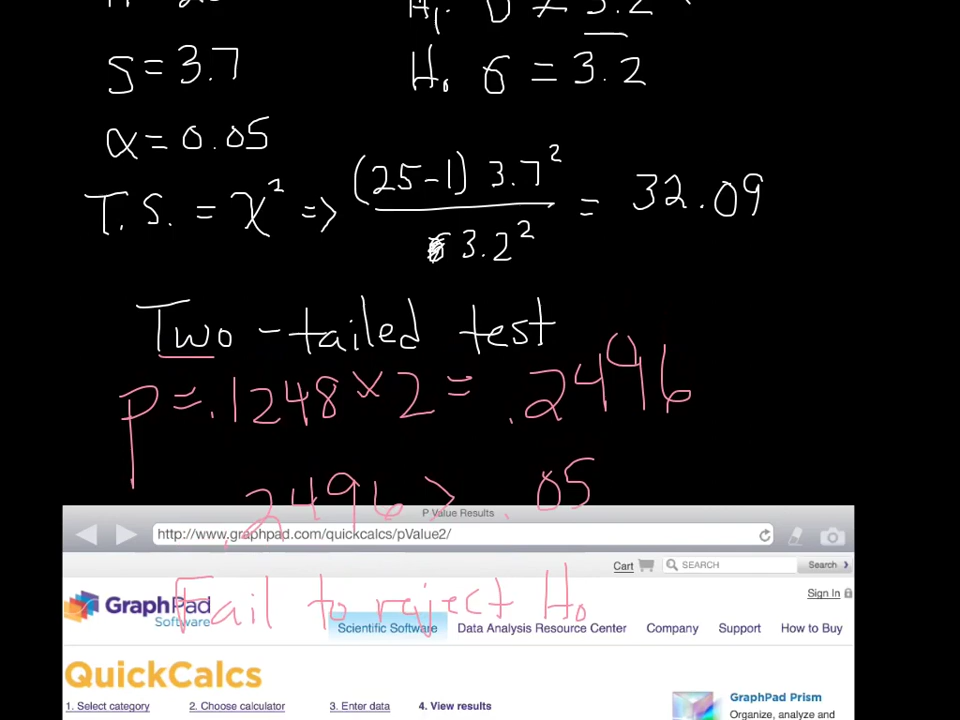 H₁ σ ≠ 3.2
S = 3.7
H₀ σ = 3.2
α = 0.05
T.S. = χ² => (25-1) 3.7² / 3.2² = 32.09
Two-tailed test
p = .1248 × 2 = .2496
.2496 > .05
P Value Results
http://www.graphpad.com/quickcalcs/pValue2/
Cart SEARCH Search
Sign In
GraphPad Software
Fail to reject H₀
Scientific Software Data Analysis Resource Center Company Support How to Buy
QuickCalcs
1. Select category 2. Choose calculator 3. Enter data 4. View results
GraphPad Prism
Organize, analyze and